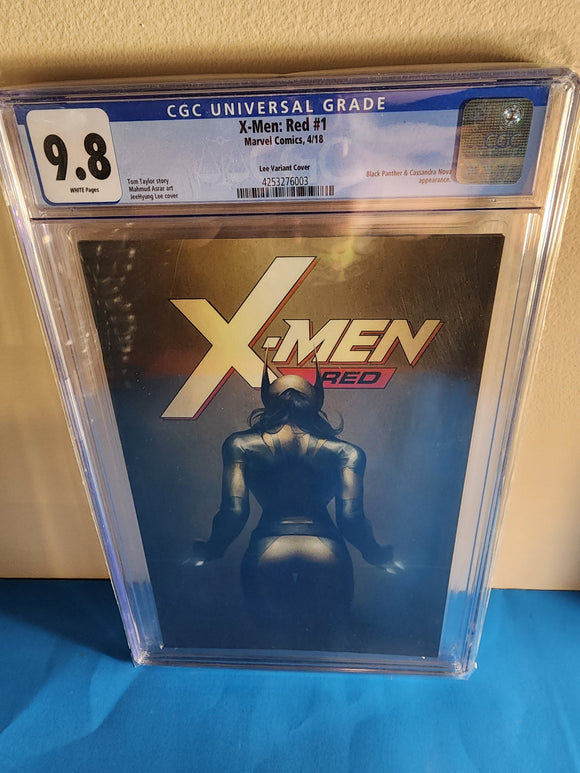 CGC UNIVERSAL GRADE
9.8
WHITE Pages
X-Men: Red #1
Marvel Comics, 4/18
Lee Variant Cover
4253276003
Tom Taylor story
Mahmud Asrar art
JeeHyung Lee cover
Black Panther & Cassandra Nova
appearance.
CGC
X-MEN
RED